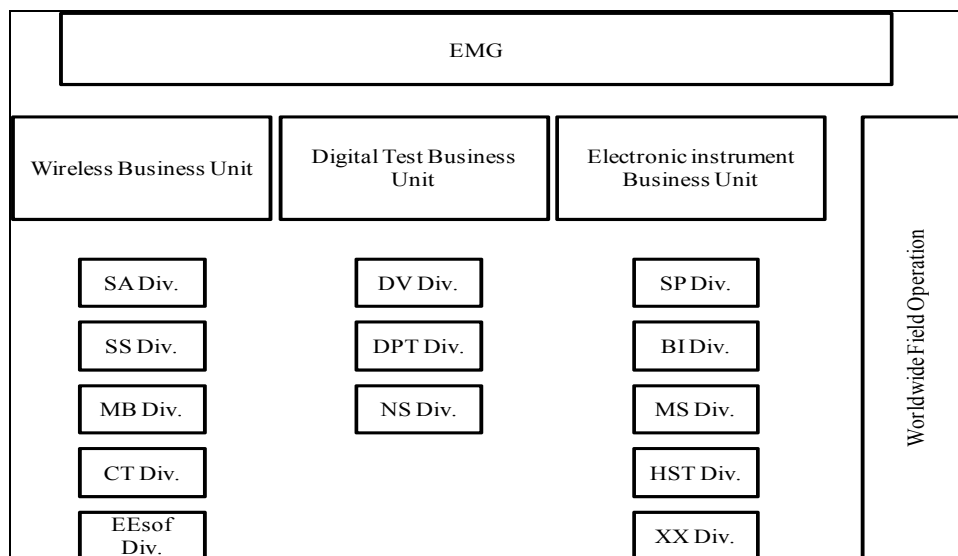 EMG
Wireless Business Unit
Digital Test Business
Unit
Electronic instrument
Business Unit
SA Div.
SS Div.
MB Div.
CT Div.
EEsof
Div.
DV Div.
DPT Div.
NS Div.
SP Div.
BI Div.
MS Div.
HST Div.
XX Div.
Worldwide Field Operation